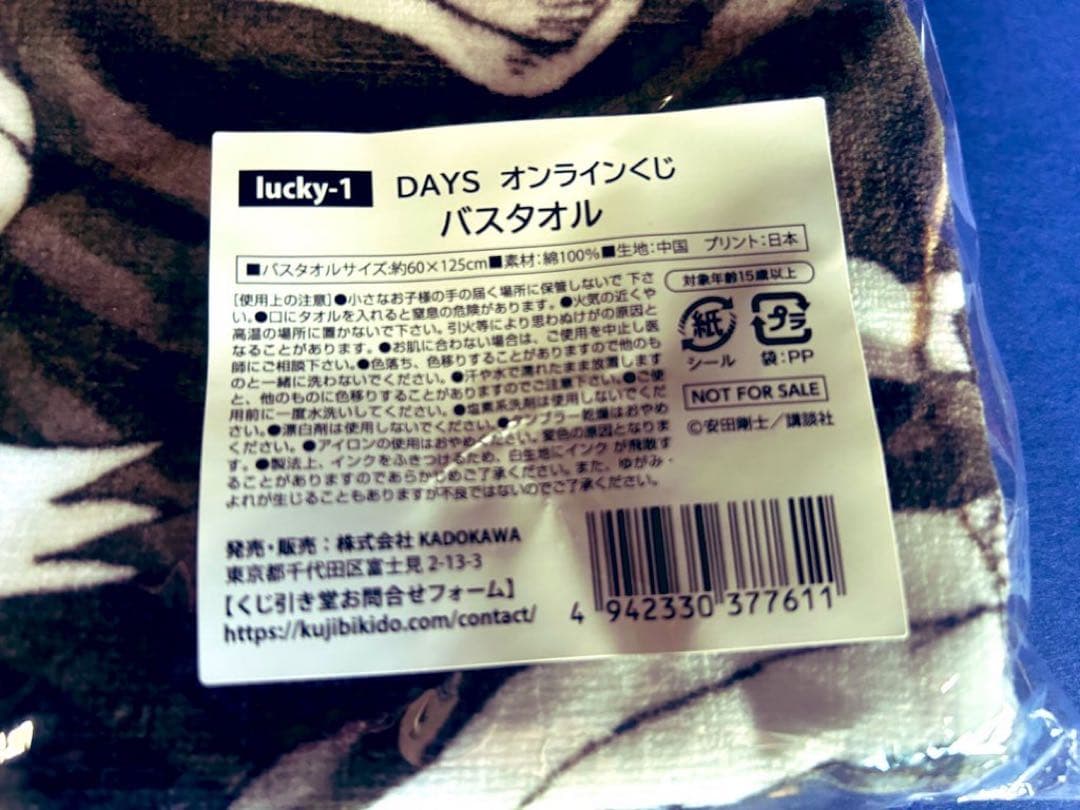 lucky-1 DAYS オンラインくじ
バスタオル
■バスタオルサイズ:約60×125cm■素材:綿100%■生地:中国 プリント:日本
[使用上の注意]●小さなお子様の手の届く場所に保管しないで下さ
い。●口にタオルを入れると窒息の危険があります。●火気の近くや
高温の場所に置かないで下さい。引火等により思わぬけがの原因と
なることがあります。●お肌に合わない場合は、ご使用を中止し医
師にご相談下さい。●色落ち、色移りすることがありますので他のも
のと一緒に洗わないでください。●汗や水で濡れたまま放置します
と、他のものに色移りすることがありますのでご注意下さい。●ご使
用前に一度水洗いしてください。●塩素系洗剤は使用しないでくだ
さい。●漂白剤は使用しないでください。●タンブラー乾燥はおやめ
ください。●アイロンの使用はおやめください。変色の原因となりま
す。●製法上、インクをふきつけるため、白生地にインクが飛散す
ることがありますのであらかじめご了承ください。また、ゆがみ・
よれが生じることもありますが不良ではないのでご了承ください。
対象年齢15歳以上
紙 プラ
シール 袋:PP
NOT FOR SALE
©安田剛士/講談社
発売・販売:株式会社 KADOKAWA
東京都千代田区富士見 2-13-3
【くじ引き堂お問合せフォーム】
https://kujibikido.com/contact/
4 942330 377611